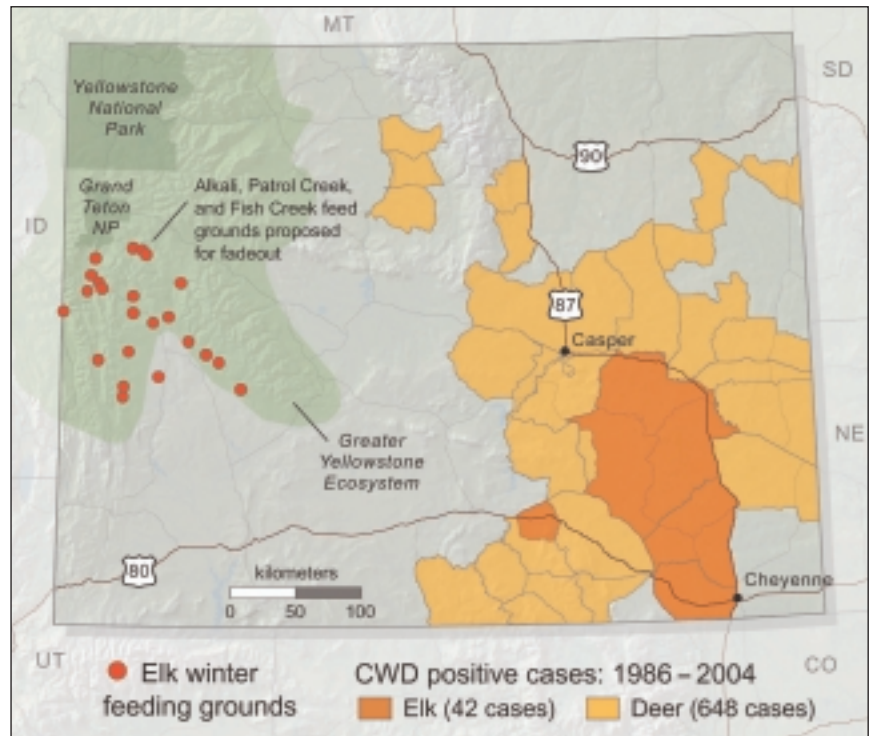 MT
SD
ID
NE
UT
CO
Yellowstone
National
Park
Grand
Teton
NP
Alkali, Patrol Creek,
and Fish Creek feed
grounds proposed
for fadeout
90
87
Casper
Greater
Yellowstone
Ecosystem
80
kilometers
0 50 100
Cheyenne
Elk winter
feeding grounds
CWD positive cases: 1986 – 2004
Elk (42 cases) Deer (648 cases)